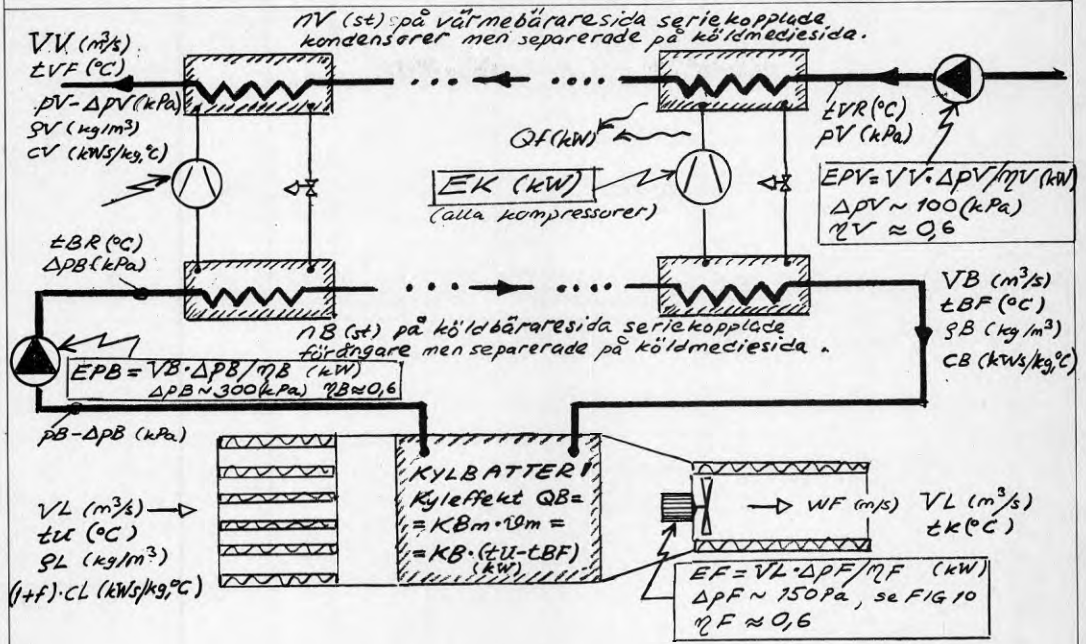 nV (st) på värmebäraresida seriekopplade
kondensorer men separerade på köldmediesida.
VV (m³/s)
tVF (°C)
pV-ΔpV (kPa)
ϱV (kg/m³)
cV (kWs/kg,°C)
Qf (kW)
EK (kW)
(alla kompressorer)
tVR (°C)
pV (kPa)
EPV = VV·ΔpV/ηV (kW)
ΔpV ~ 100 (kPa)
ηV ≈ 0,6
tBR (°C)
ΔPB (kPa)
nB (st) på köldbäraresida seriekopplade
förångare men separerade på köldmediesida.
VB (m³/s)
tBF (°C)
ϱB (kg/m³)
CB (kWs/kg,°C)
EPB = VB·ΔPB/ηB (kW)
ΔPB ~ 300 (kPa) ηB ≈ 0,6
pB-ΔpB (kPa)
VL (m³/s)
tU (°C)
ϱL (kg/m³)
(1+f)·CL (kWs/kg,°C)
KYLBATTERI
Kyleffekt QB =
= KBm·ϑm =
= KB·(tU-tBF)
(kW)
WF (m/s)
VL (m³/s)
tK (°C)
EF = VL·ΔpF/ηF (kW)
ΔpF ~ 150 Pa, se FIG 10
ηF ≈ 0,6